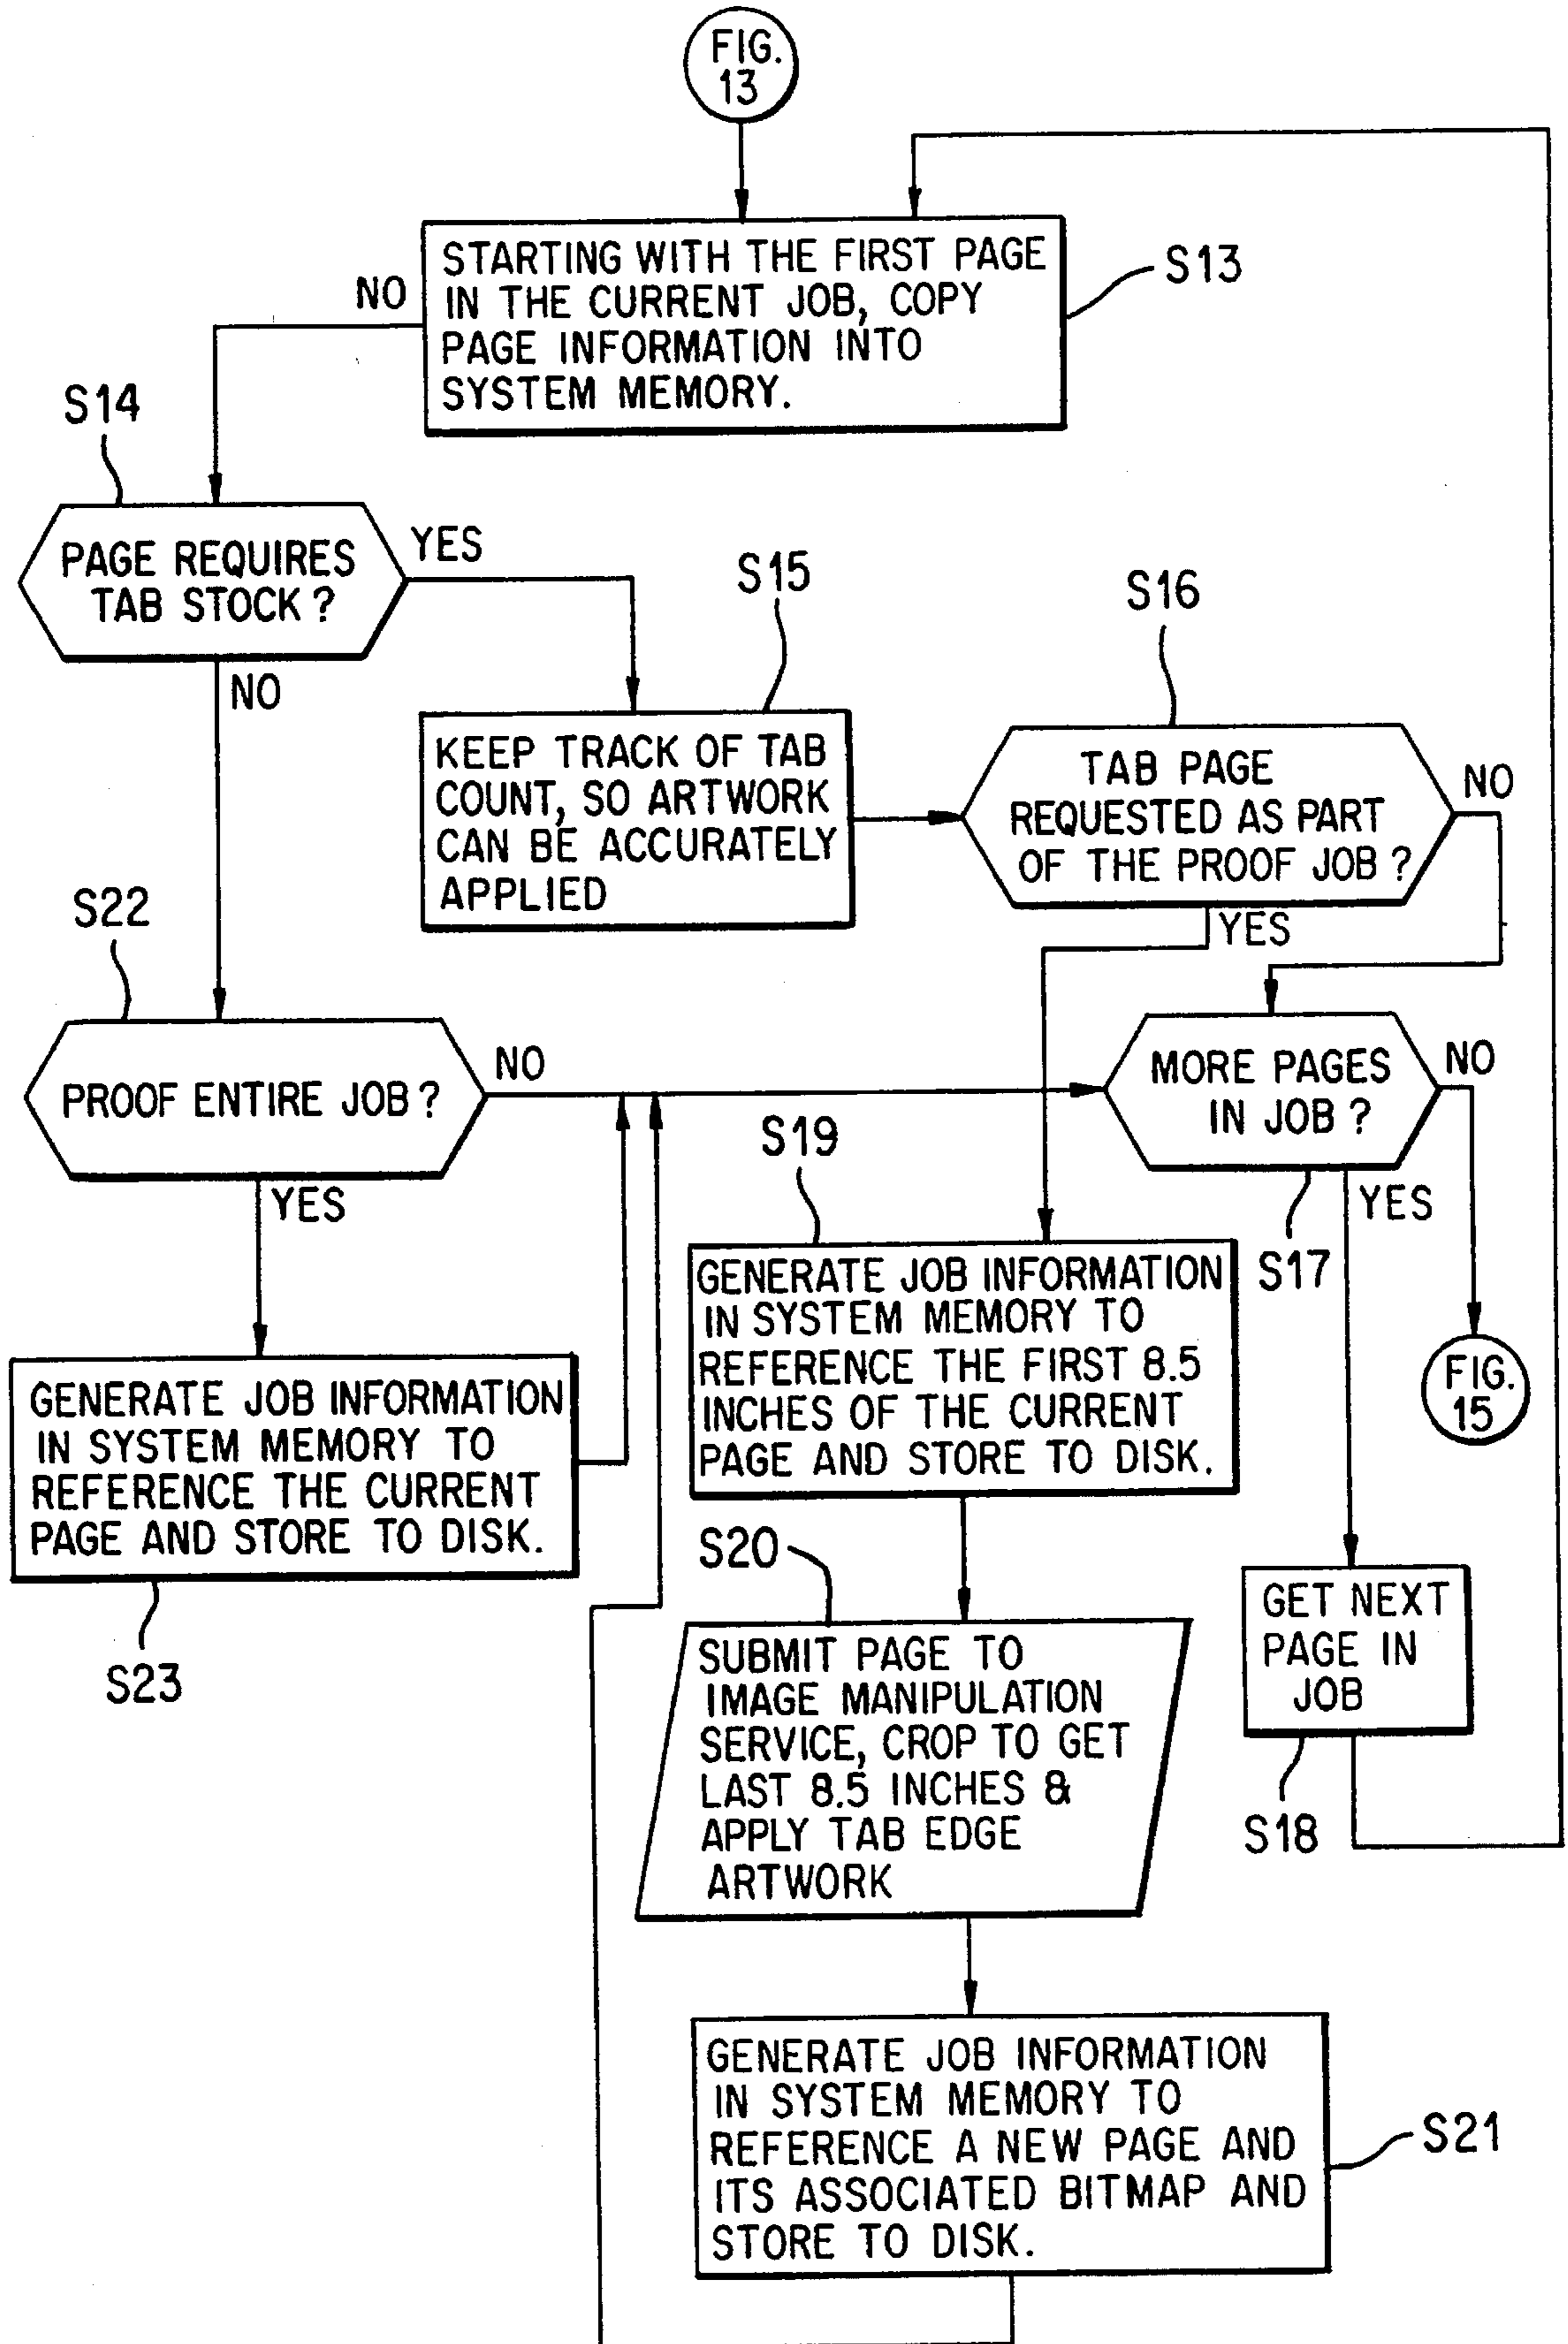 FIG.
13
STARTING WITH THE FIRST PAGE
IN THE CURRENT JOB, COPY
PAGE INFORMATION INTO
SYSTEM MEMORY.
S13
NO
S14
PAGE REQUIRES
TAB STOCK?
YES
NO
S15
KEEP TRACK OF TAB
COUNT, SO ARTWORK
CAN BE ACCURATELY
APPLIED
S16
TAB PAGE
REQUESTED AS PART
OF THE PROOF JOB?
NO
YES
S22
PROOF ENTIRE JOB?
NO
YES
MORE PAGES
IN JOB?
NO
YES
S17
FIG.
15
S19
GENERATE JOB INFORMATION
IN SYSTEM MEMORY TO
REFERENCE THE FIRST 8.5
INCHES OF THE CURRENT
PAGE AND STORE TO DISK.
GENERATE JOB INFORMATION
IN SYSTEM MEMORY TO
REFERENCE THE CURRENT
PAGE AND STORE TO DISK.
S23
S20
SUBMIT PAGE TO
IMAGE MANIPULATION
SERVICE, CROP TO GET
LAST 8.5 INCHES &
APPLY TAB EDGE
ARTWORK
GET NEXT
PAGE IN
JOB
S18
GENERATE JOB INFORMATION
IN SYSTEM MEMORY TO
REFERENCE A NEW PAGE AND
ITS ASSOCIATED BITMAP AND
STORE TO DISK.
S21